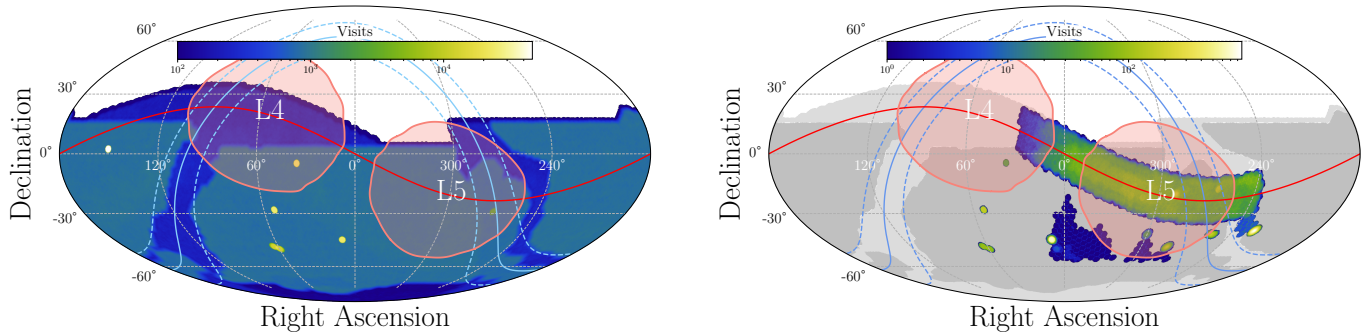 Visits
10² 10³ 10⁴
60°
30°
0°
-30°
-60°
120° 60° 0° 300° 240°
L4
L5
Declination
Right Ascension
Visits
10⁰ 10¹ 10²
60°
30°
0°
-30°
-60°
120° 60° 0° 300° 240°
L4
L5
Declination
Right Ascension